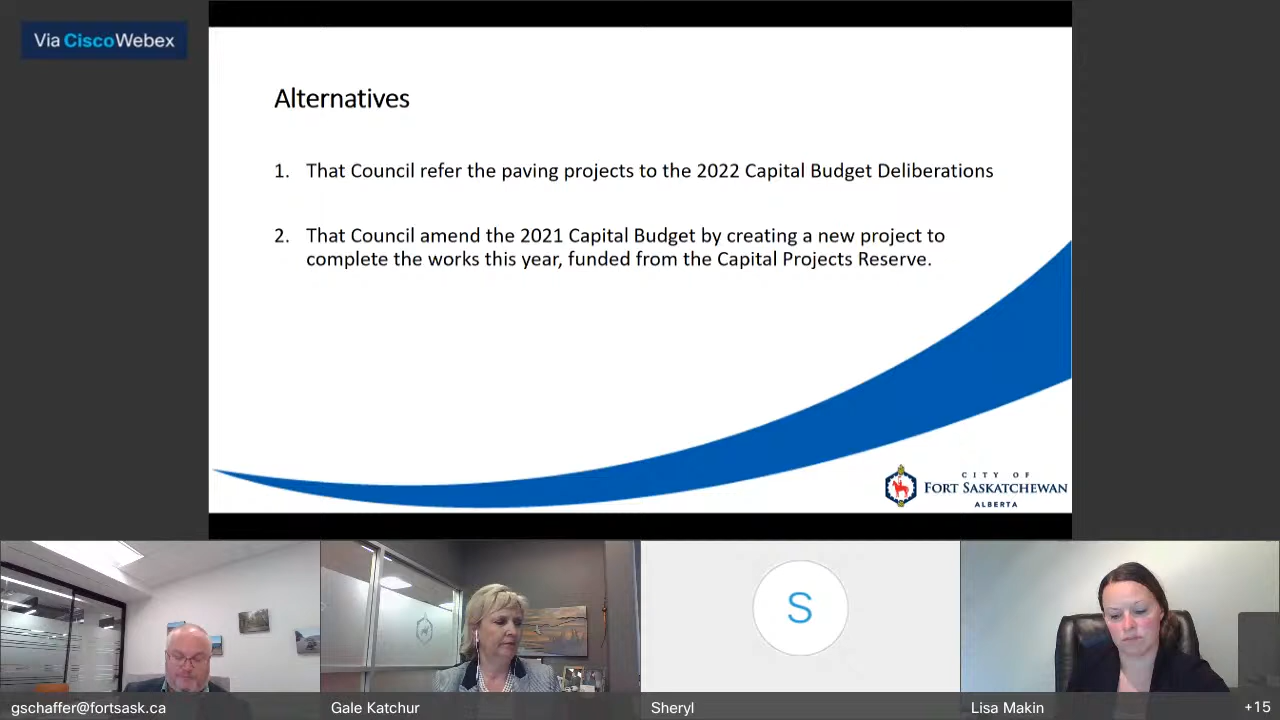 Via CiscoWebex
Alternatives
1. That Council refer the paving projects to the 2022 Capital Budget Deliberations
2. That Council amend the 2021 Capital Budget by creating a new project to
complete the works this year, funded from the Capital Projects Reserve.
CITY OF
FORT SASKATCHEWAN
ALBERTA
S
gschaffer@fortsask.ca
Gale Katchur
Sheryl
Lisa Makin
+15